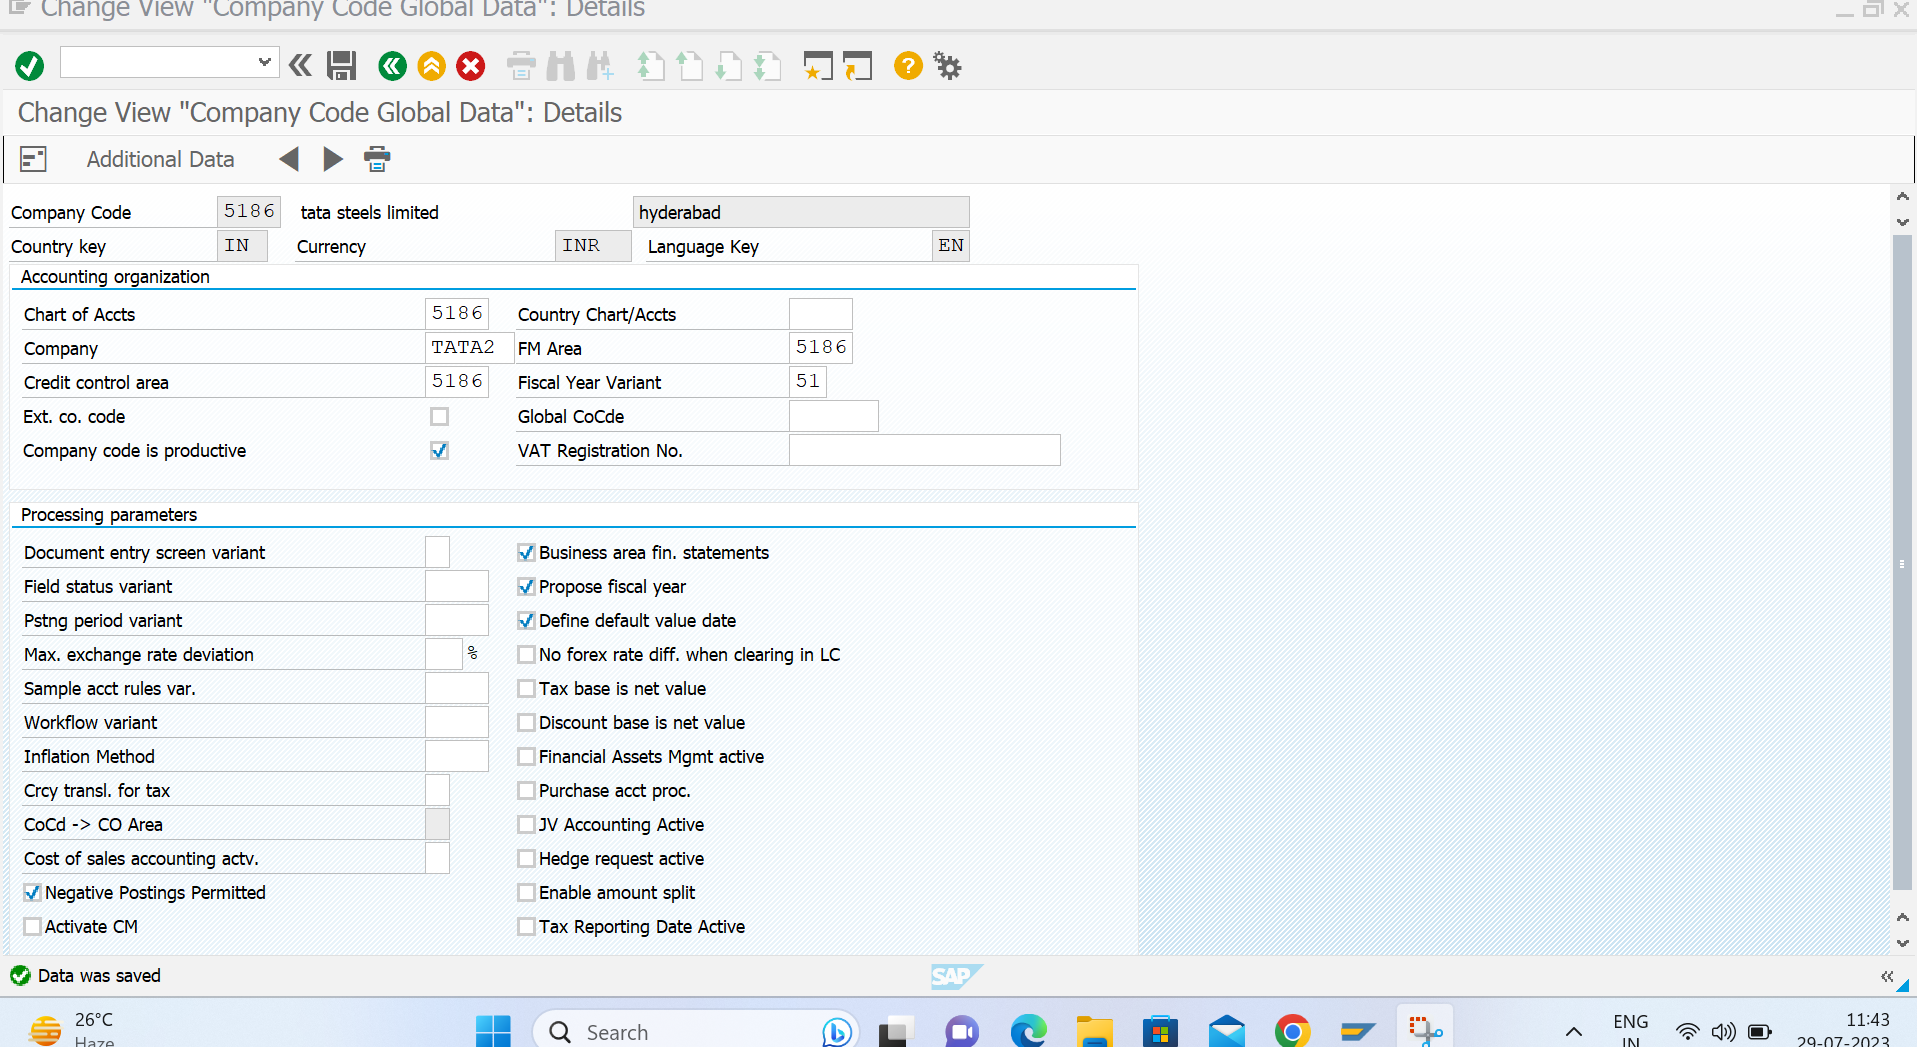 Change View "Company Code Global Data": Details
Change View "Company Code Global Data": Details
Additional Data
Company Code 5186 tata steels limited hyderabad
Country key IN Currency INR Language Key EN
Accounting organization
Chart of Accts 5186 Country Chart/Accts
Company TATA2 FM Area 5186
Credit control area 5186 Fiscal Year Variant 51
Ext. co. code Global CoCde
Company code is productive VAT Registration No.
Processing parameters
Document entry screen variant Business area fin. statements
Field status variant Propose fiscal year
Pstng period variant Define default value date
Max. exchange rate deviation % No forex rate diff. when clearing in LC
Sample acct rules var. Tax base is net value
Workflow variant Discount base is net value
Inflation Method Financial Assets Mgmt active
Crcy transl. for tax Purchase acct proc.
CoCd -> CO Area JV Accounting Active
Cost of sales accounting actv. Hedge request active
Negative Postings Permitted Enable amount split
Activate CM Tax Reporting Date Active
Data was saved SAP
26°C Search ENG 11:43
Haze IN 29-07-2023